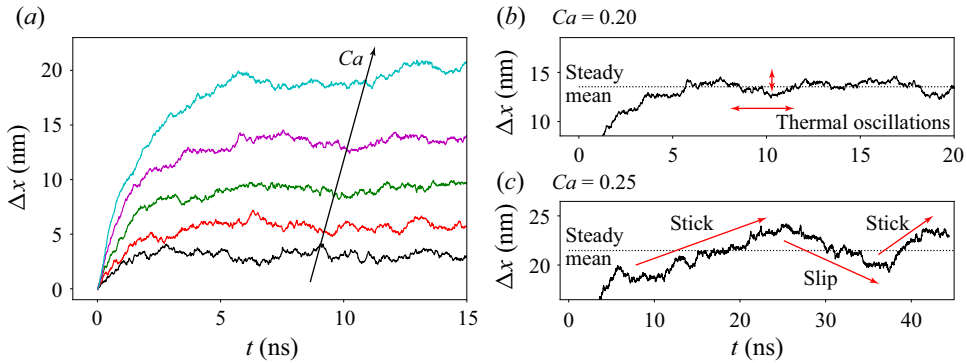 (a)
20
15
10
5
0
Δx (nm)
Ca
0
5
10
15
t (ns)
(b)
Ca = 0.20
15
10
Δx (nm)
Steady
mean
Thermal oscillations
0
5
10
15
20
(c)
Ca = 0.25
25
20
Δx (nm)
Stick
Stick
Steady
mean
Slip
0
10
20
30
40
t (ns)